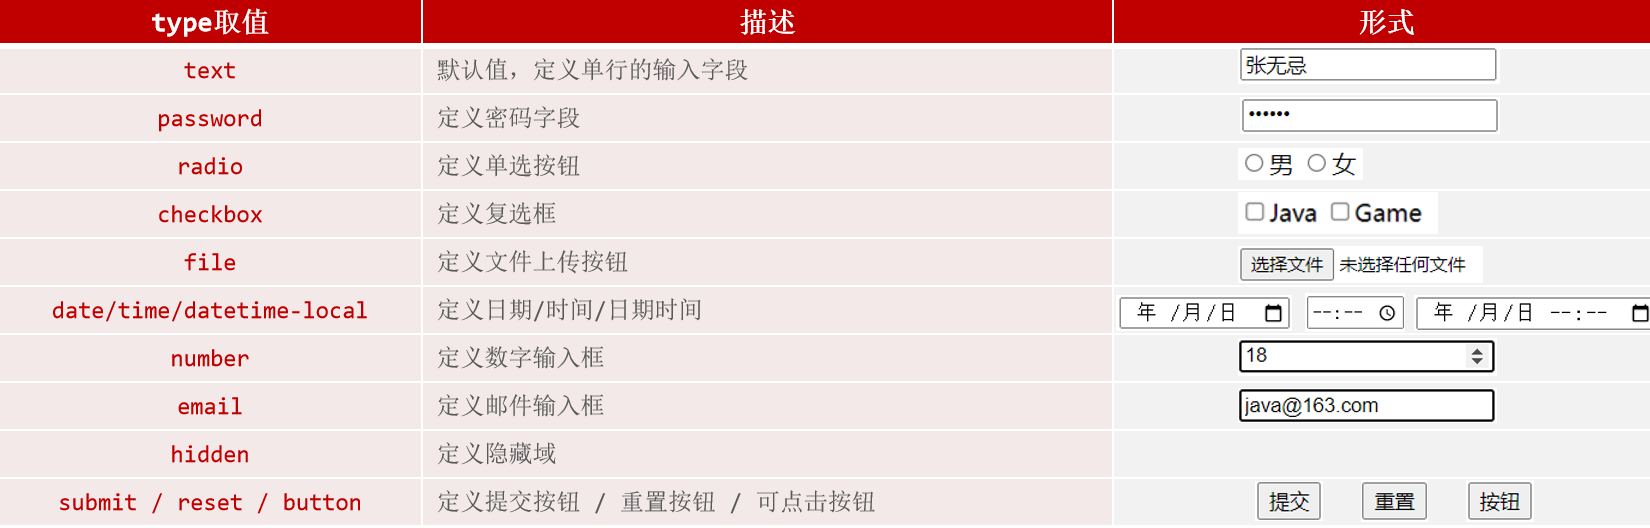 type取值 描述 形式
text 默认值，定义单行的输入字段 张无忌
password 定义密码字段 ••••••
radio 定义单选按钮 男 女
checkbox 定义复选框 Java Game
file 定义文件上传按钮 选择文件 未选择任何文件
date/time/datetime-local 定义日期/时间/日期时间 年 /月/日 --:-- 年 /月/日 --:--
number 定义数字输入框 18
email 定义邮件输入框 java@163.com
hidden 定义隐藏域
submit / reset / button 定义提交按钮 / 重置按钮 / 可点击按钮 提交 重置 按钮